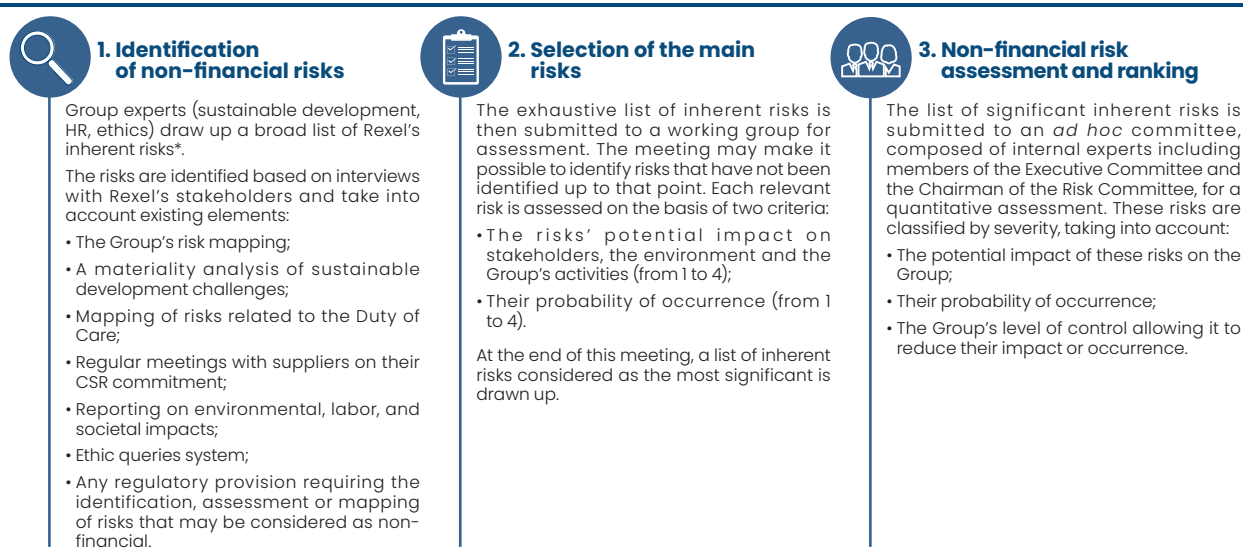 1. Identification
of non-financial risks
Group experts (sustainable development,
HR, ethics) draw up a broad list of Rexel's
inherent risks*.
The risks are identified based on interviews
with Rexel's stakeholders and take into
account existing elements:
• The Group's risk mapping;
• A materiality analysis of sustainable
development challenges;
• Mapping of risks related to the Duty of
Care;
• Regular meetings with suppliers on their
CSR commitment;
• Reporting on environmental, labor, and
societal impacts;
• Ethic queries system;
• Any regulatory provision requiring the
identification, assessment or mapping
of risks that may be considered as non-
financial.
2. Selection of the main
risks
The exhaustive list of inherent risks is
then submitted to a working group for
assessment. The meeting may make it
possible to identify risks that have not been
identified up to that point. Each relevant
risk is assessed on the basis of two criteria:
• The risks' potential impact on
stakeholders, the environment and the
Group's activities (from 1 to 4);
• Their probability of occurrence (from 1
to 4).
At the end of this meeting, a list of inherent
risks considered as the most significant is
drawn up.
3. Non-financial risk
assessment and ranking
The list of significant inherent risks is
submitted to an ad hoc committee,
composed of internal experts including
members of the Executive Committee and
the Chairman of the Risk Committee, for a
quantitative assessment. These risks are
classified by severity, taking into account:
• The potential impact of these risks on the
Group;
• Their probability of occurrence;
• The Group's level of control allowing it to
reduce their impact or occurrence.